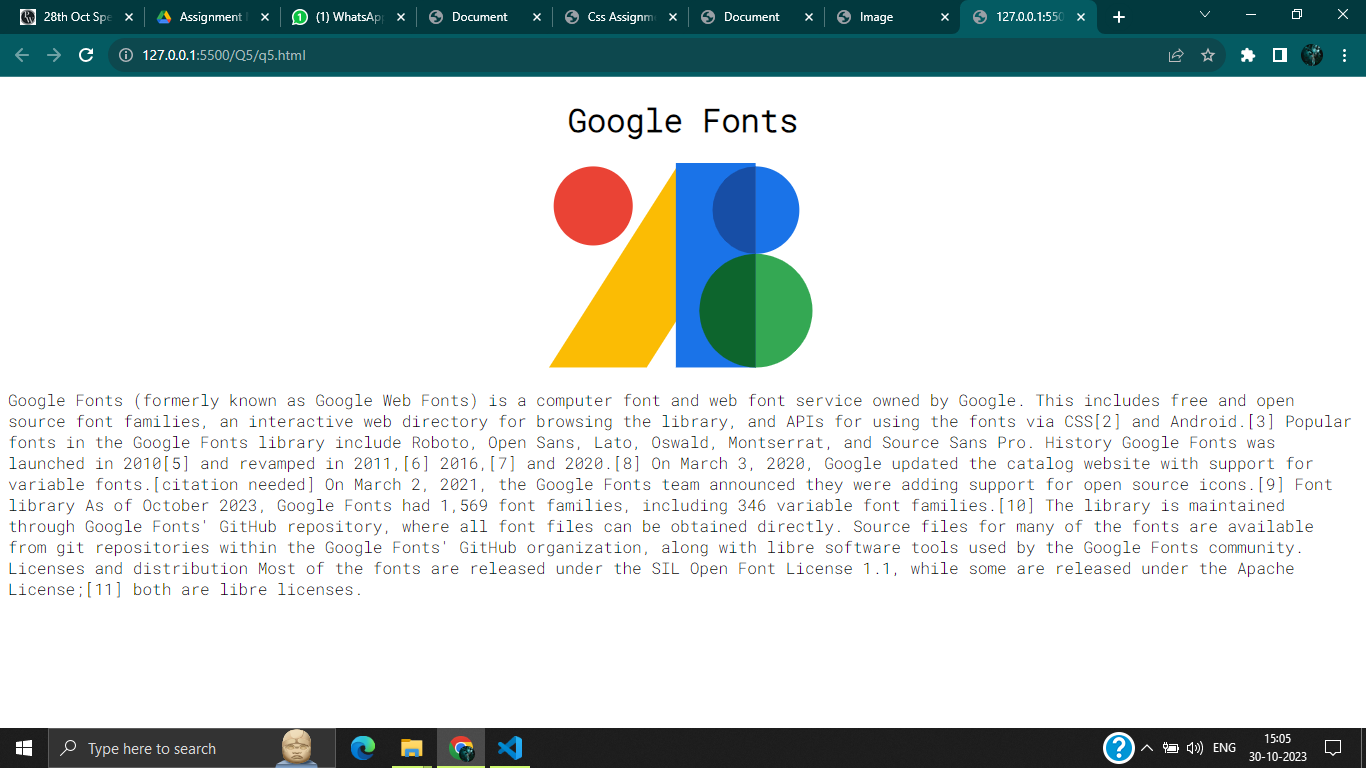 28th Oct Spe
Assignment
(1) WhatsAp
Document
Css Assignm
Document
Image
127.0.0.1:550
127.0.0.1:5500/Q5/q5.html
Google Fonts
Google Fonts (formerly known as Google Web Fonts) is a computer font and web font service owned by Google. This includes free and open
source font families, an interactive web directory for browsing the library, and APIs for using the fonts via CSS[2] and Android.[3] Popular
fonts in the Google Fonts library include Roboto, Open Sans, Lato, Oswald, Montserrat, and Source Sans Pro. History Google Fonts was
launched in 2010[5] and revamped in 2011,[6] 2016,[7] and 2020.[8] On March 3, 2020, Google updated the catalog website with support for
variable fonts.[citation needed] On March 2, 2021, the Google Fonts team announced they were adding support for open source icons.[9] Font
library As of October 2023, Google Fonts had 1,569 font families, including 346 variable font families.[10] The library is maintained
through Google Fonts' GitHub repository, where all font files can be obtained directly. Source files for many of the fonts are available
from git repositories within the Google Fonts' GitHub organization, along with libre software tools used by the Google Fonts community.
Licenses and distribution Most of the fonts are released under the SIL Open Font License 1.1, while some are released under the Apache
License;[11] both are libre licenses.
Type here to search
ENG
15:05
30-10-2023